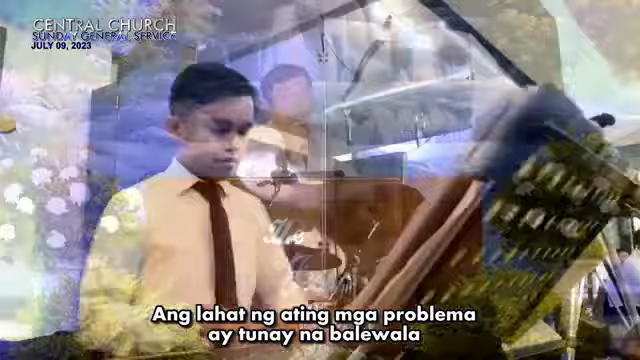 CENTRAL CHURCH
SUNDAY GENERAL SERVICE
JULY 09, 2023
Ang lahat ng ating mga problema
ay tunay na balewala